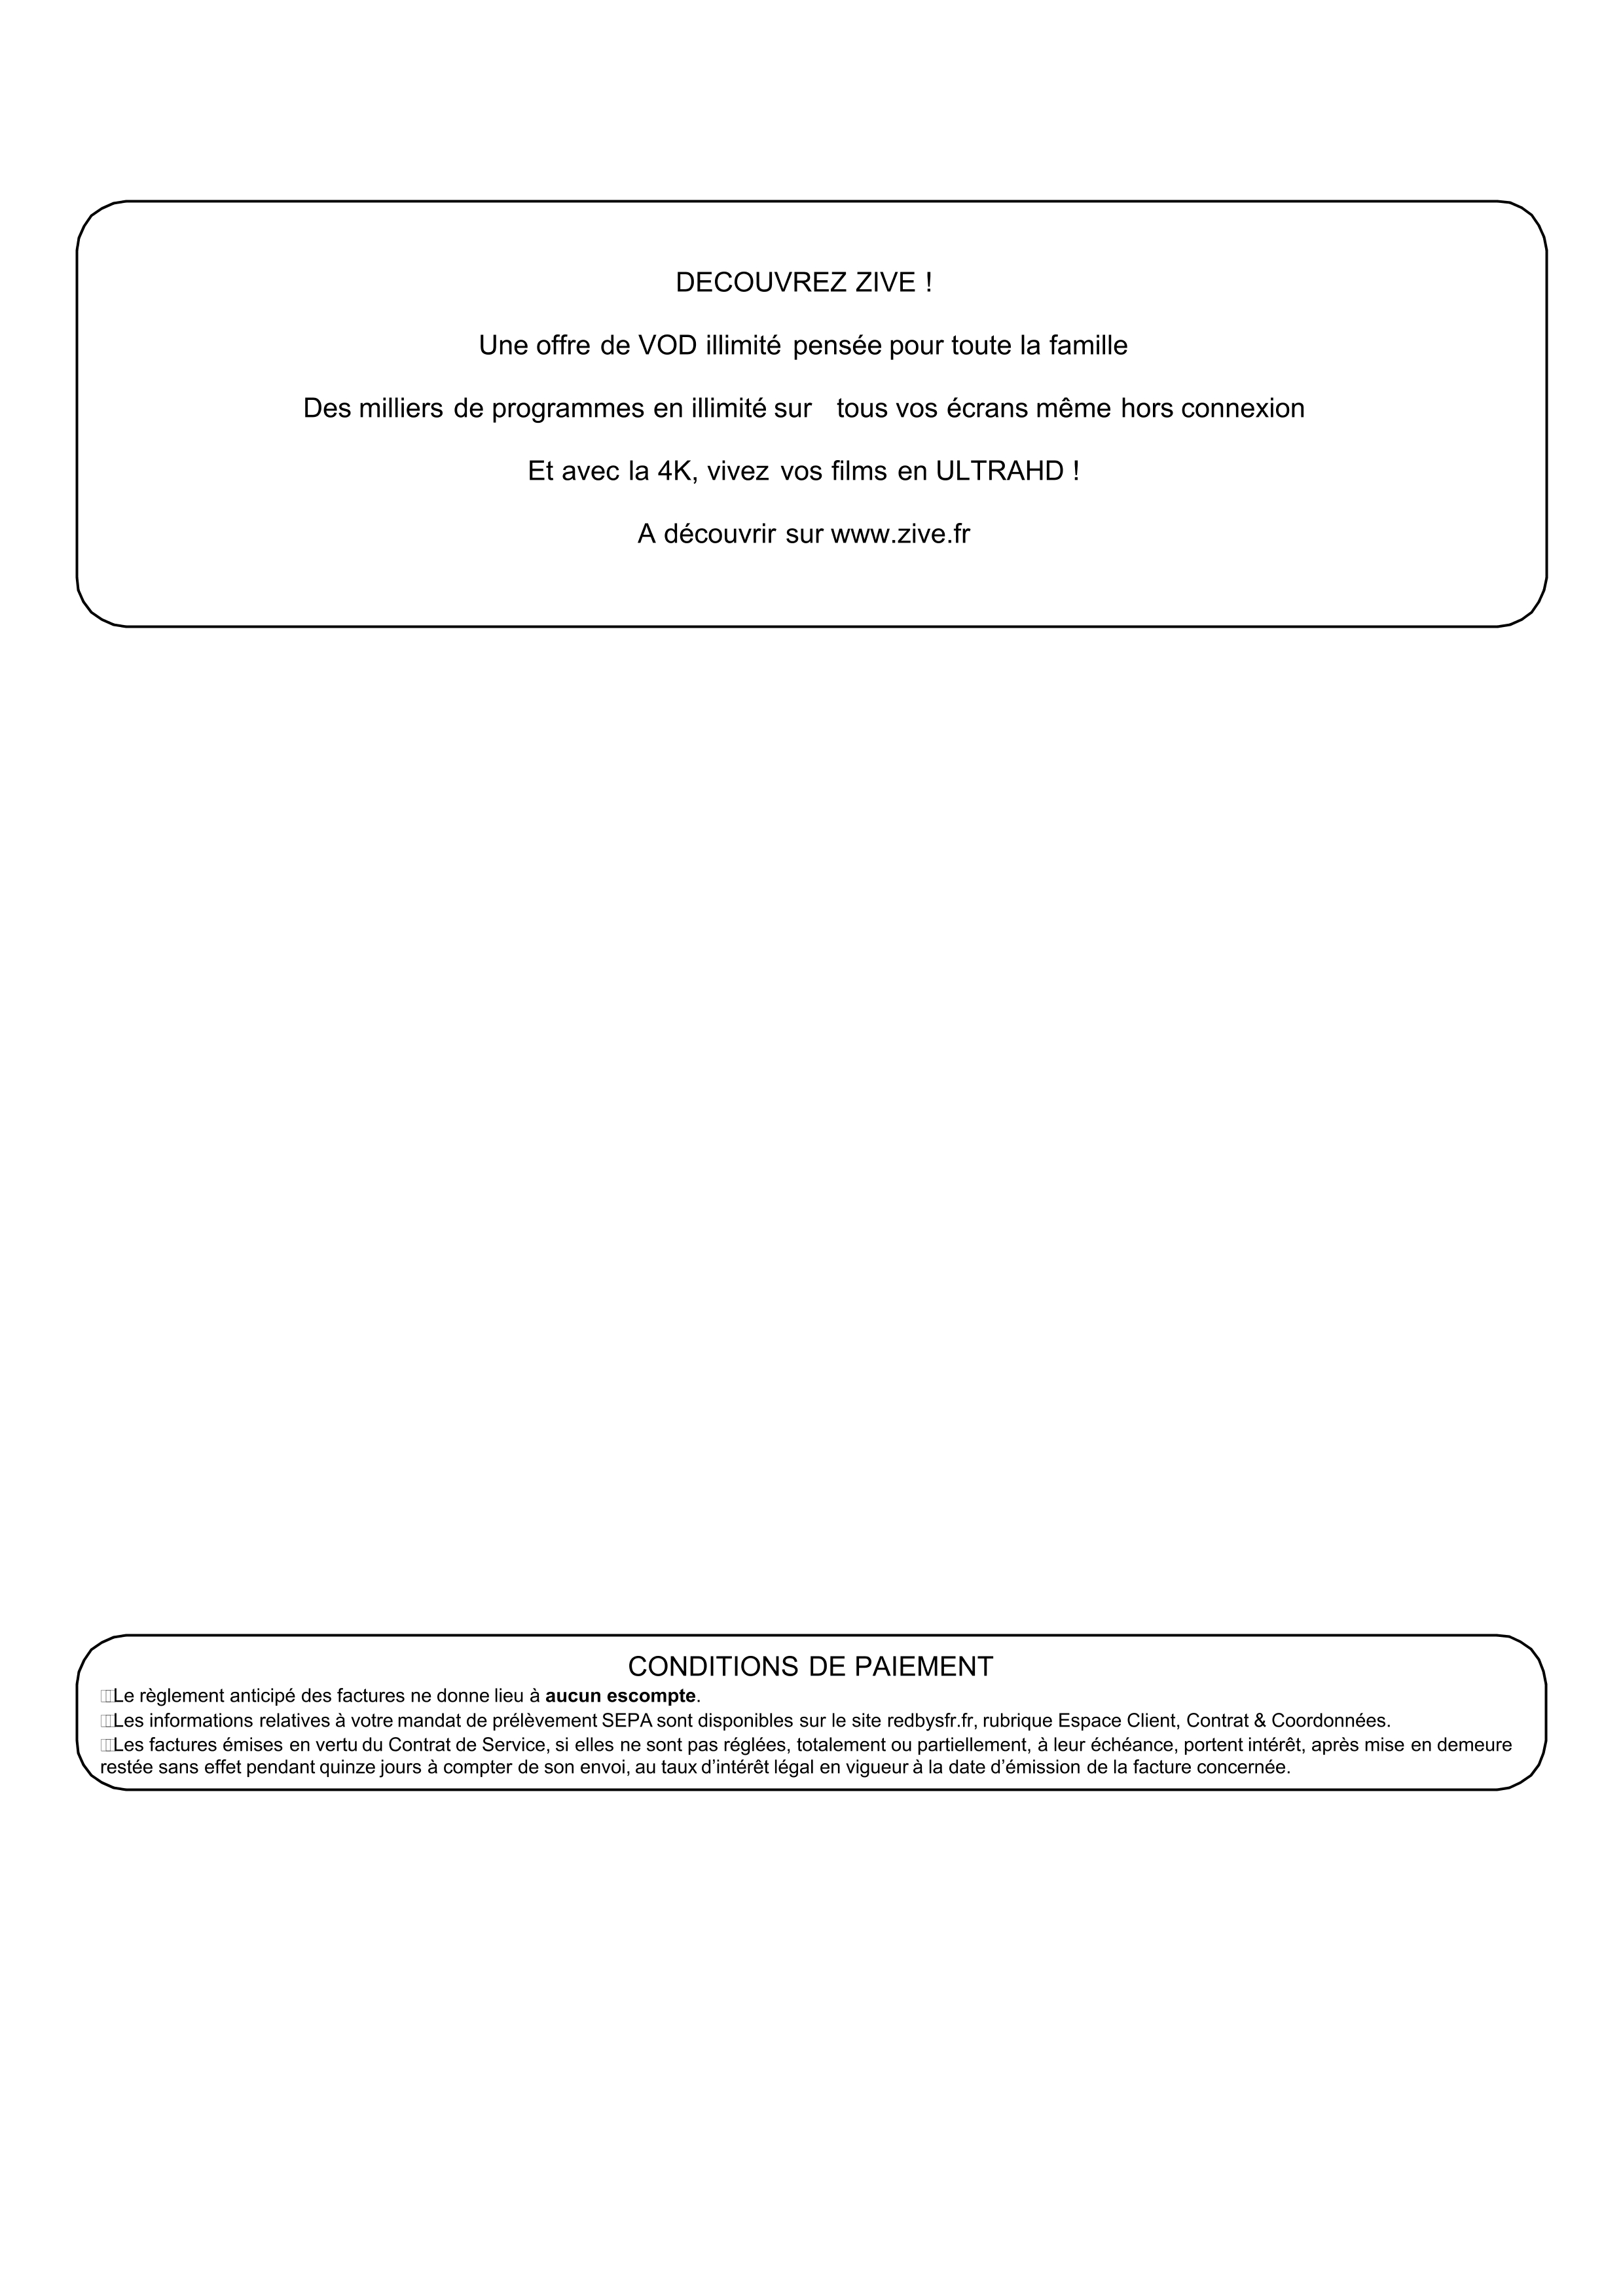 DECOUVREZ ZIVE !
Une offre de VOD illimité pensée pour toute la famille
Des milliers de programmes en illimité sur tous vos écrans même hors connexion
Et avec la 4K, vivez vos films en ULTRAHD !
A découvrir sur www.zive.fr
CONDITIONS DE PAIEMENT
Le règlement anticipé des factures ne donne lieu à aucun escompte.
Les informations relatives à votre mandat de prélèvement SEPA sont disponibles sur le site redbysfr.fr, rubrique Espace Client, Contrat & Coordonnées.
Les factures émises en vertu du Contrat de Service, si elles ne sont pas réglées, totalement ou partiellement, à leur échéance, portent intérêt, après mise en demeure
restée sans effet pendant quinze jours à compter de son envoi, au taux d’intérêt légal en vigueur à la date d’émission de la facture concernée.